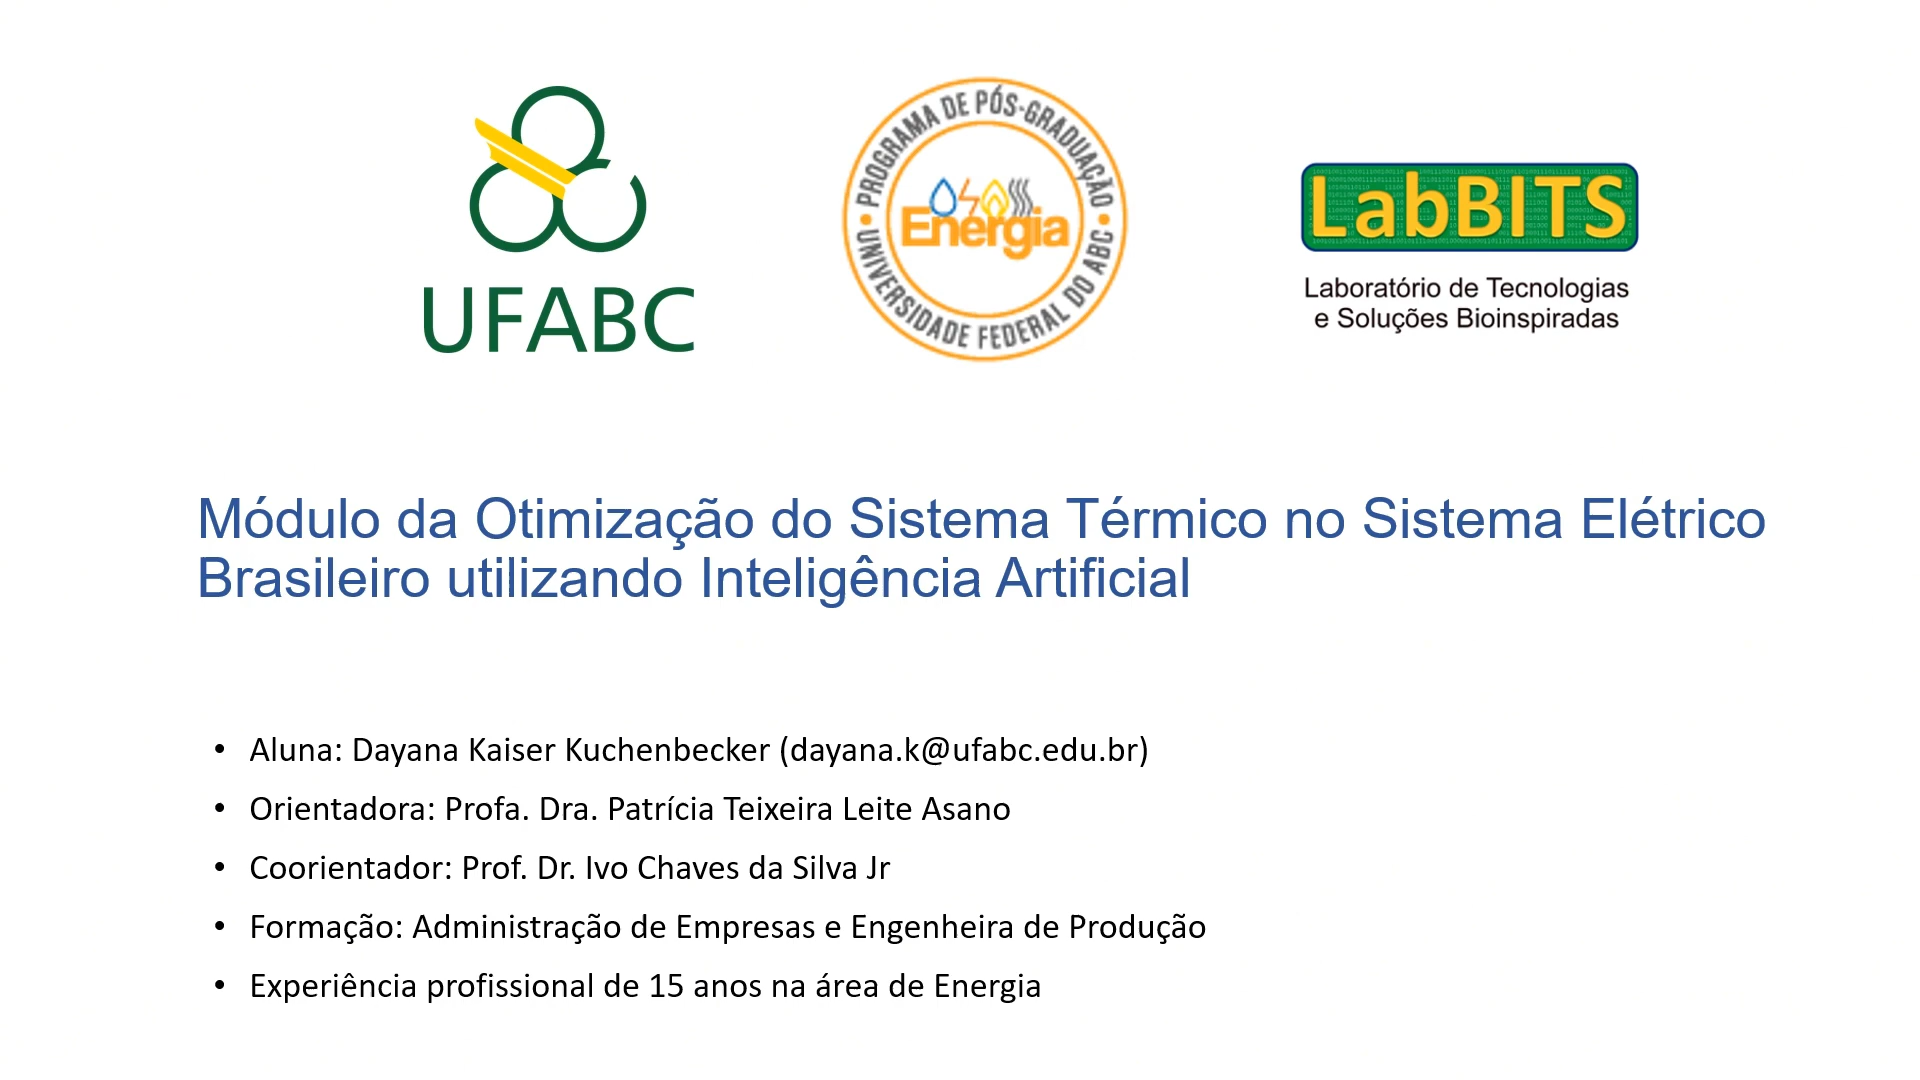 UFABC
PROGRAMA DE PÓS-GRADUAÇÃO
Energia
UNIVERSIDADE FEDERAL DO ABC
LabBITS
Laboratório de Tecnologias
e Soluções Bioinspiradas
Módulo da Otimização do Sistema Térmico no Sistema Elétrico
Brasileiro utilizando Inteligência Artificial
• Aluna: Dayana Kaiser Kuchenbecker (dayana.k@ufabc.edu.br)
• Orientadora: Profa. Dra. Patrícia Teixeira Leite Asano
• Coorientador: Prof. Dr. Ivo Chaves da Silva Jr
• Formação: Administração de Empresas e Engenheira de Produção
• Experiência profissional de 15 anos na área de Energia